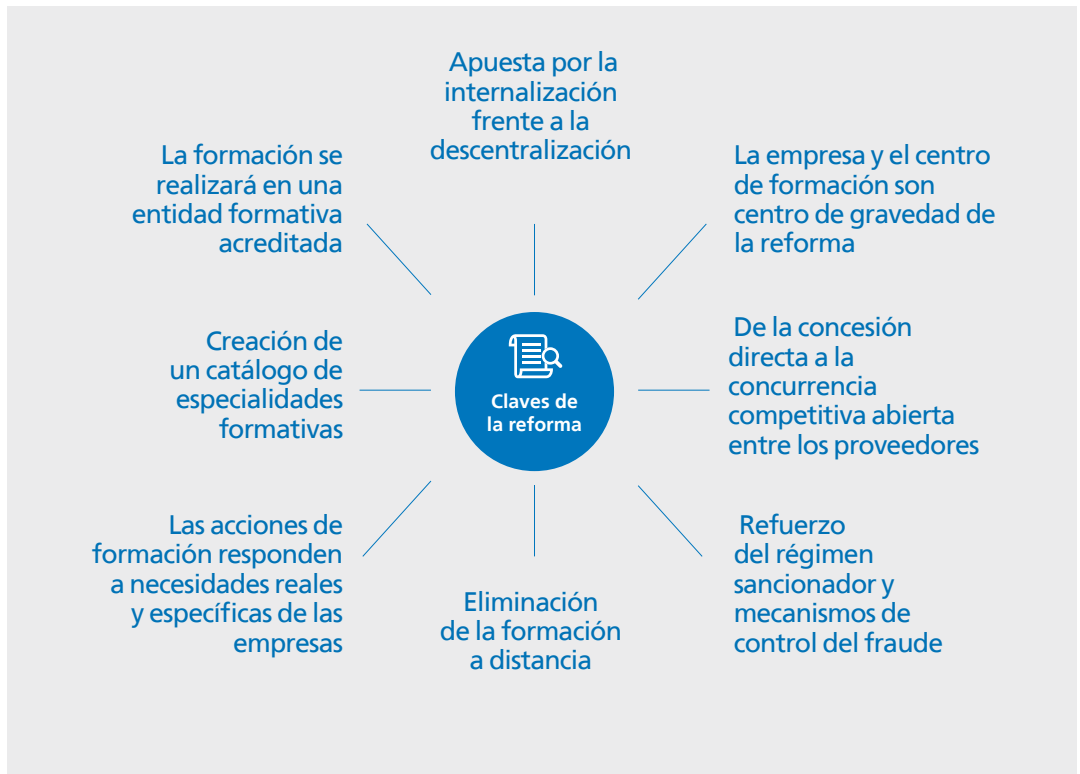 Apuesta por la
internalización
frente a la
descentralización
La empresa y el centro
de formación son
centro de gravedad de
la reforma
De la concesión
directa a la
concurrencia
competitiva abierta
entre los proveedores
Refuerzo
del régimen
sancionador y
mecanismos de
control del fraude
Eliminación
de la formación
a distancia
Las acciones de
formación responden
a necesidades reales
y específicas de las
empresas
Creación de
un catálogo de
especialidades
formativas
La formación se
realizará en una
entidad formativa
acreditada
Claves de
la reforma